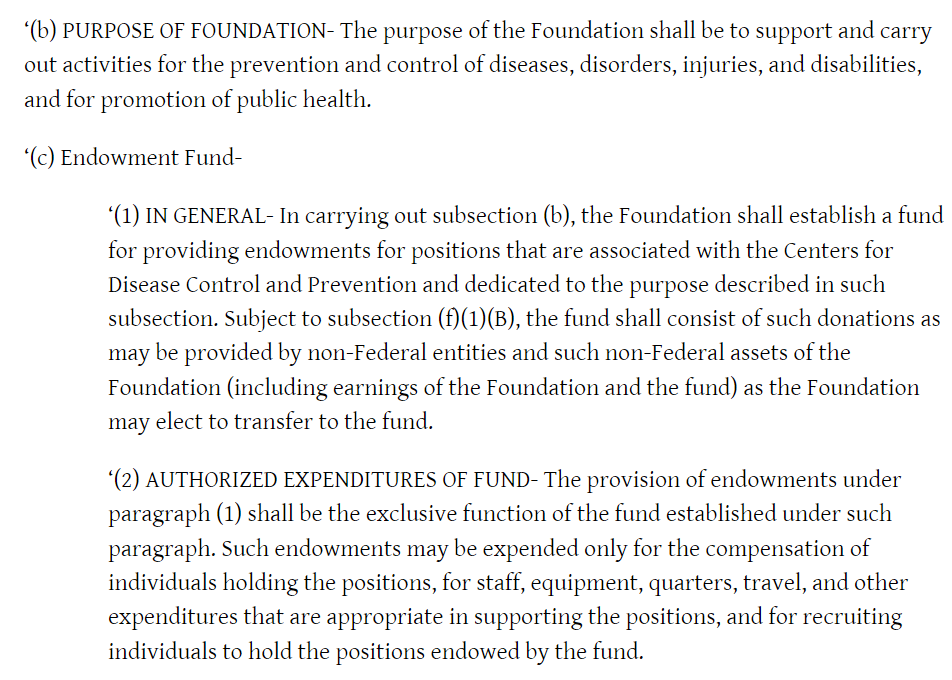 ‘(b) PURPOSE OF FOUNDATION- The purpose of the Foundation shall be to support and carry
out activities for the prevention and control of diseases, disorders, injuries, and disabilities,
and for promotion of public health.
‘(c) Endowment Fund-
‘(1) IN GENERAL- In carrying out subsection (b), the Foundation shall establish a fund
for providing endowments for positions that are associated with the Centers for
Disease Control and Prevention and dedicated to the purpose described in such
subsection. Subject to subsection (f)(1)(B), the fund shall consist of such donations as
may be provided by non-Federal entities and such non-Federal assets of the
Foundation (including earnings of the Foundation and the fund) as the Foundation
may elect to transfer to the fund.
‘(2) AUTHORIZED EXPENDITURES OF FUND- The provision of endowments under
paragraph (1) shall be the exclusive function of the fund established under such
paragraph. Such endowments may be expended only for the compensation of
individuals holding the positions, for staff, equipment, quarters, travel, and other
expenditures that are appropriate in supporting the positions, and for recruiting
individuals to hold the positions endowed by the fund.